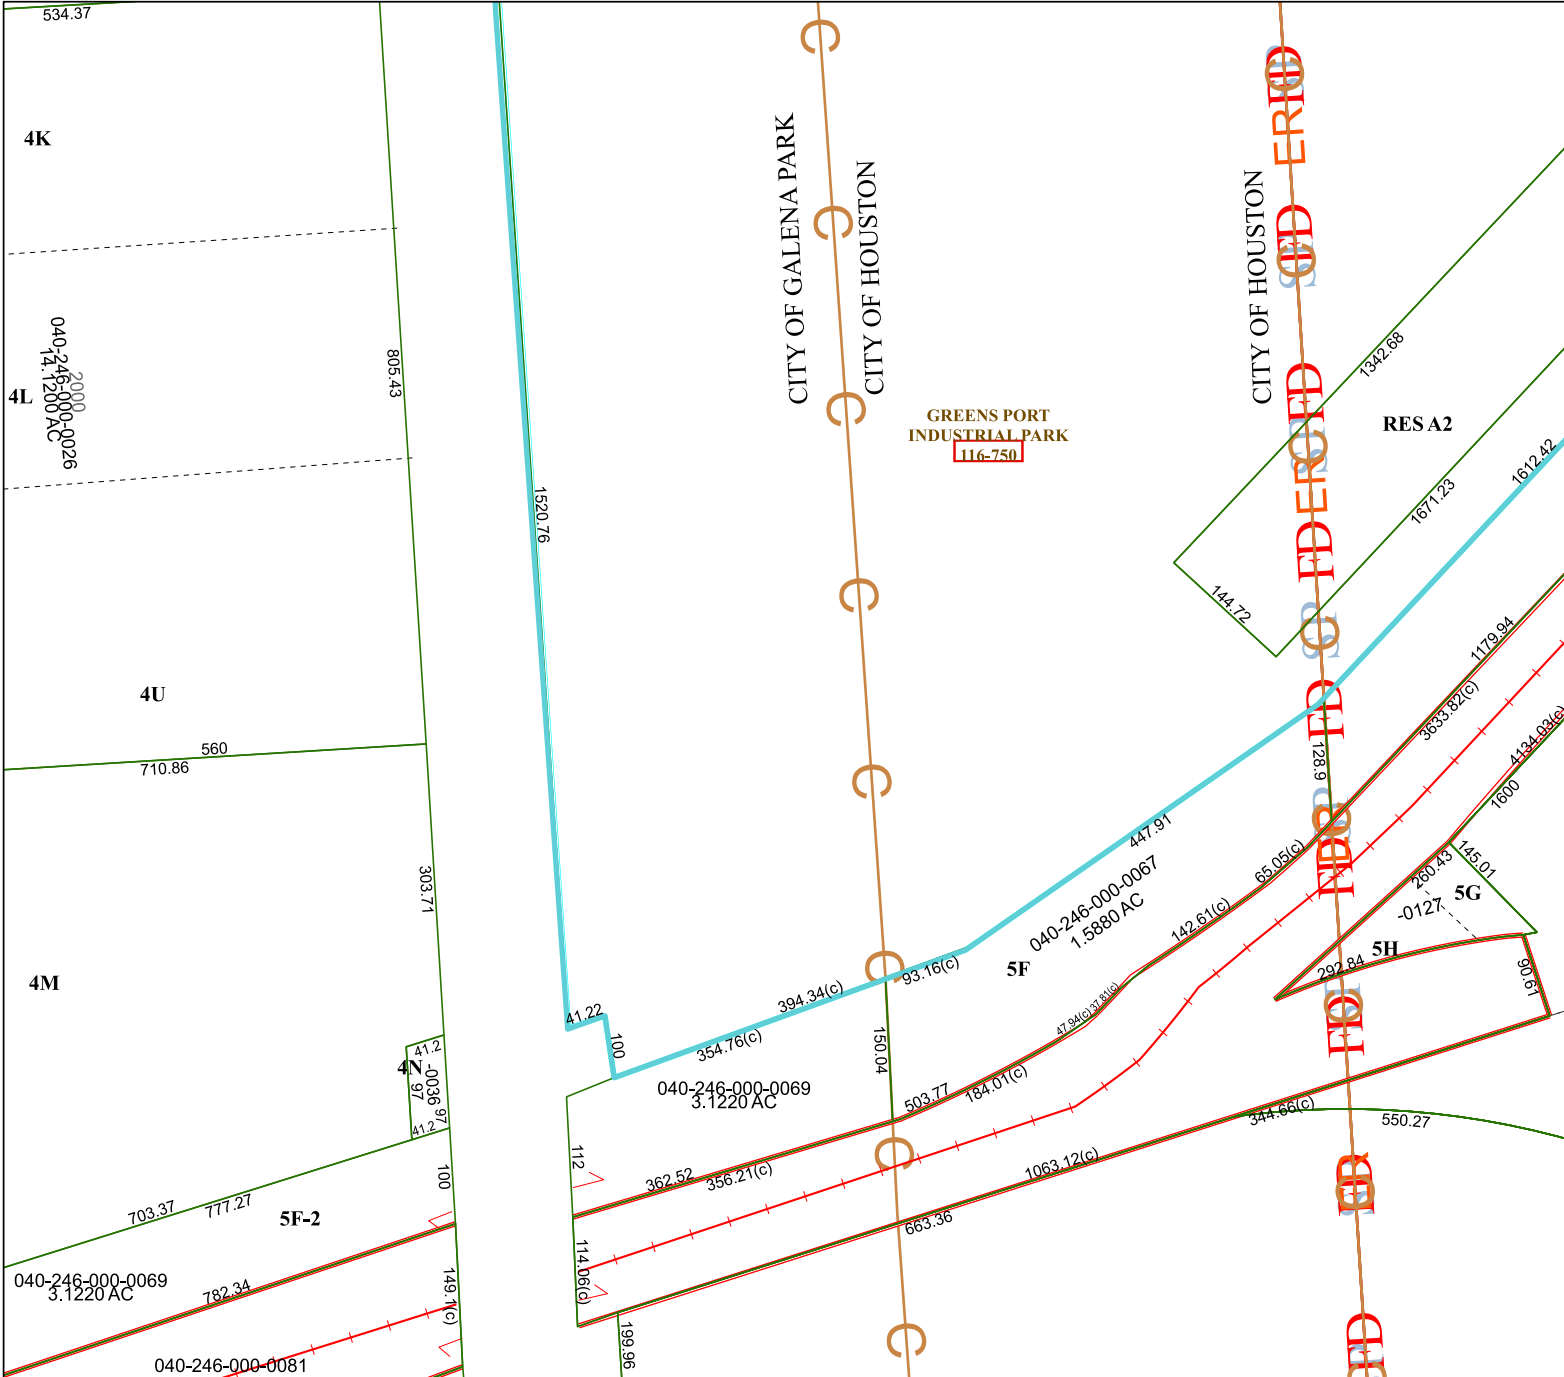 534.37
4K
CITY OF GALENA PARK
CITY OF HOUSTON
CITY OF HOUSTON
4L
040-246-000-0026
2000
14.1200 AC
805.43
1520.76
GREENS PORT
INDUSTRIAL PARK
116-750
1342.68
RES A2
1612.42
1671.23
144.72
1179.94
3633.82(c)
4134.03(c)
1600
4U
560
710.86
128.9
447.91
65.05(c)
260.43
145.01
5G
-0127
5H
292.84
90.61
303.71
040-246-000-0067
1.5880 AC
5F
142.61(c)
93.16(c)
394.34(c)
354.76(c)
47.94(c)
37.81(c)
4M
41.22
100
150.04
41.2
4N
-0036
97
97
41.2
040-246-000-0069
3.1220 AC
503.77
184.01(c)
344.66(c)
550.27
112
362.52
356.21(c)
1063.12(c)
663.36
100
703.37
777.27
5F-2
114.06(c)
040-246-000-0069
3.1220 AC
782.34
149.1(c)
199.96
040-246-000-0081
C
C
C
C
C
C
C
C